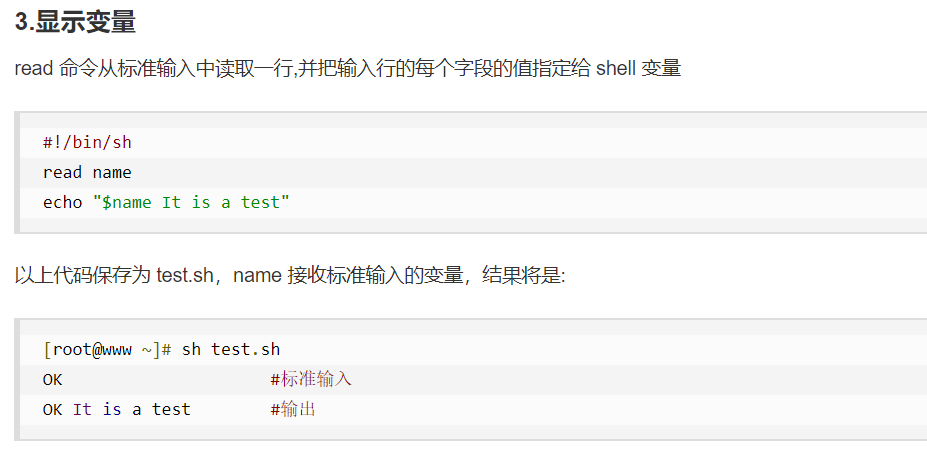 3.显示变量
read 命令从标准输入中读取一行,并把输入行的每个字段的值指定给 shell 变量
#!/bin/sh
read name
echo "$name It is a test"
以上代码保存为 test.sh，name 接收标准输入的变量，结果将是:
[root@www ~]# sh test.sh
OK                     #标准输入
OK It is a test        #输出